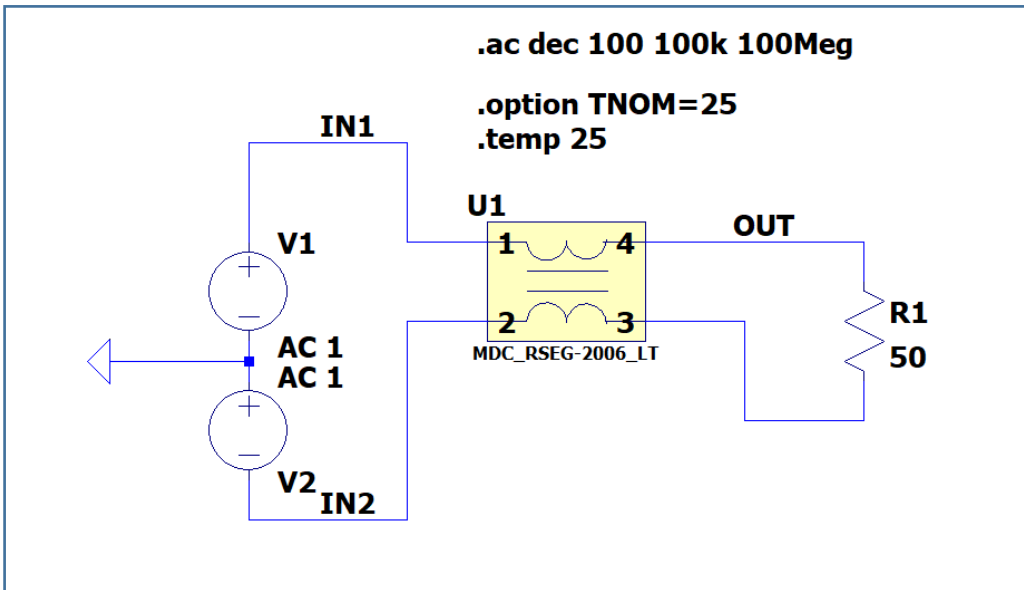 .ac dec 100 100k 100Meg
.option TNOM=25
.temp 25
IN1
U1
V1
1
4
OUT
2
3
R1
MDC_RSEG-2006_LT
50
AC 1
AC 1
V2
IN2